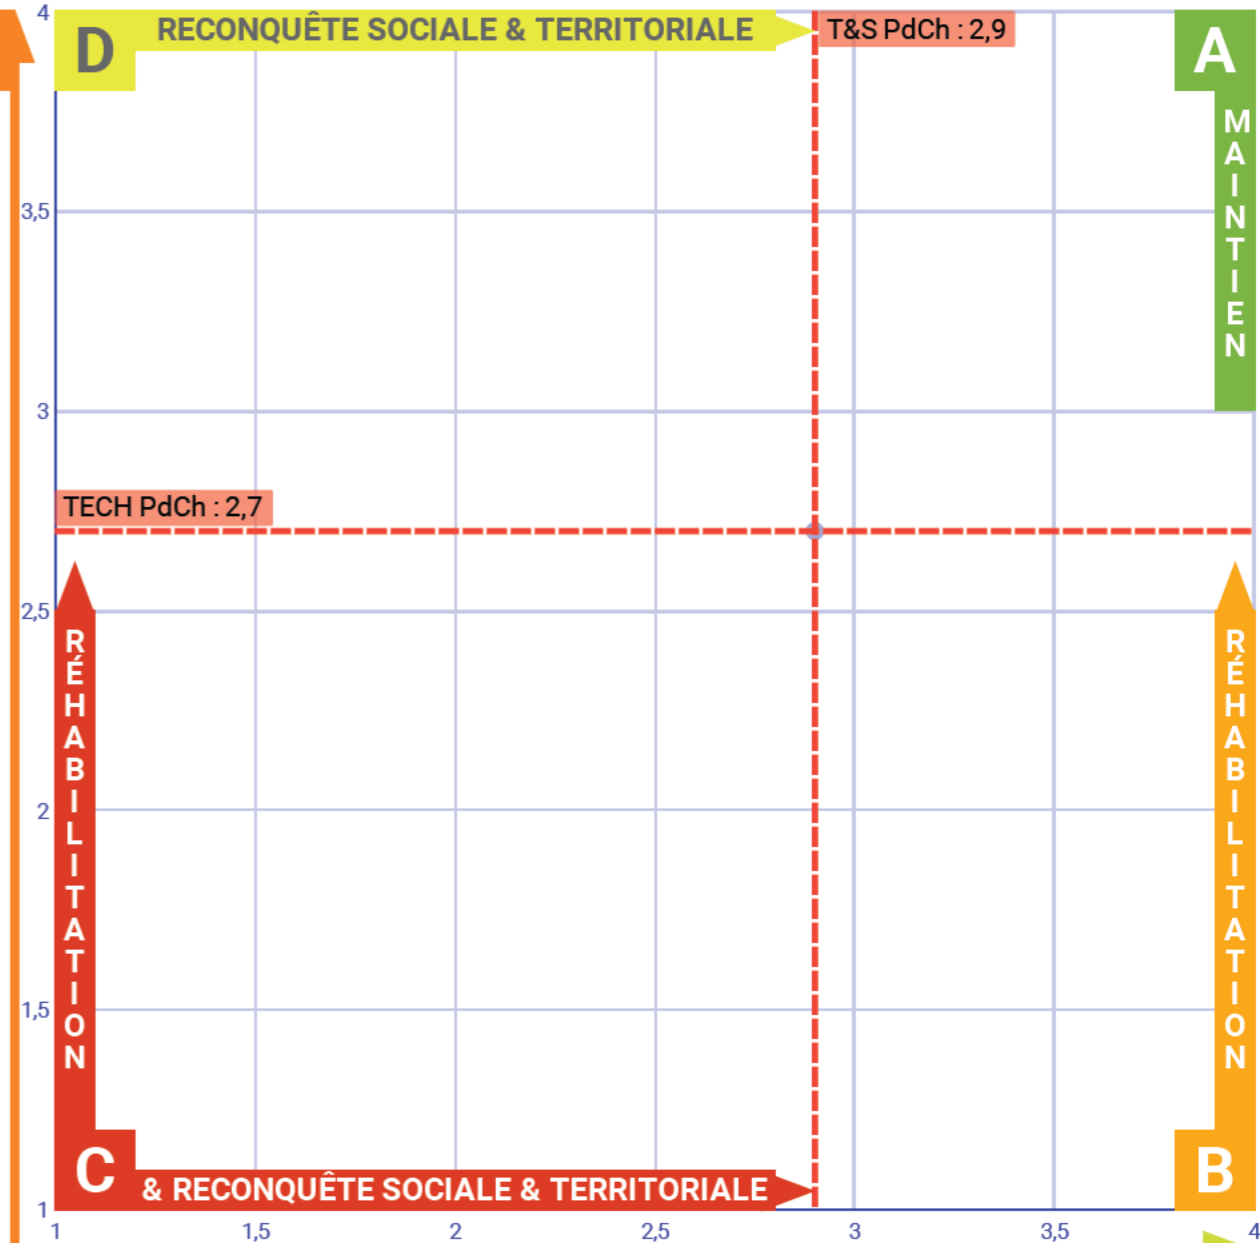 4
D
RECONQUÊTE SOCIALE & TERRITORIALE
T&S PdCh : 2,9
A
MAINTIEN
3,5
3
TECH PdCh : 2,7
2,5
RÉHABILITATION
RÉHABILITATION
2
1,5
C
& RECONQUÊTE SOCIALE & TERRITORIALE
B
1
1 1,5 2 2,5 3 3,5 4